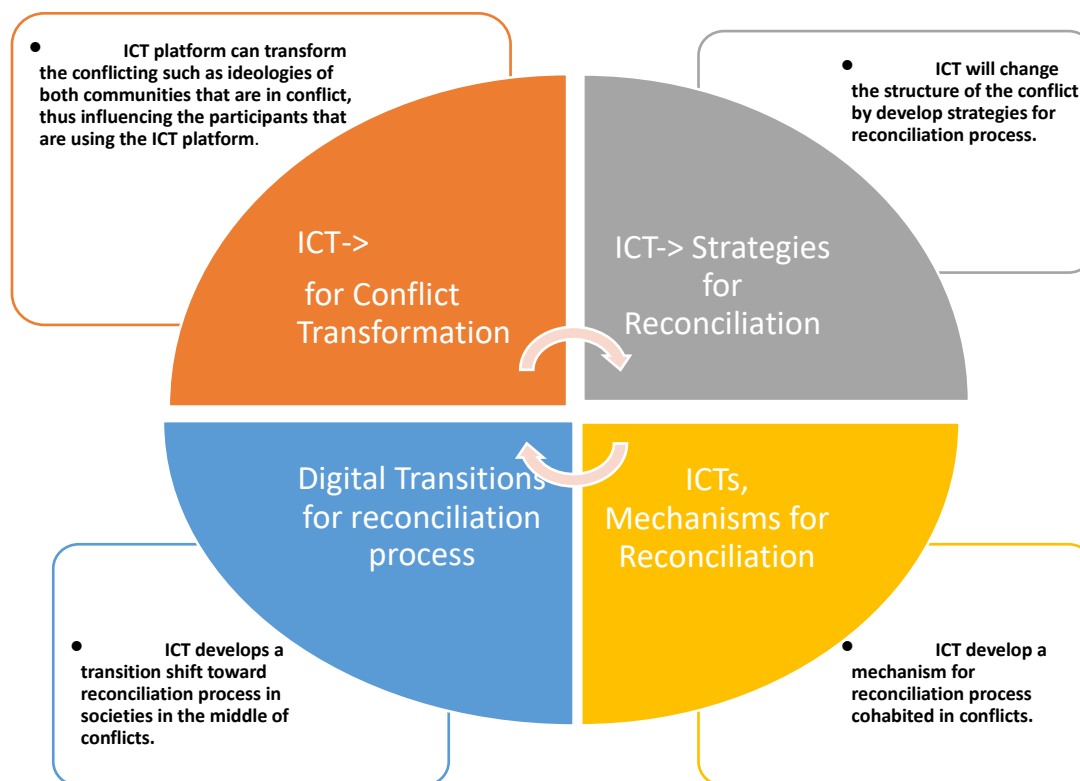 • ICT platform can transform
the conflicting such as ideologies of
both communities that are in conflict,
thus influencing the participants that
are using the ICT platform.
• ICT will change
the structure of the conflict
by develop strategies for
reconciliation process.
ICT->
for Conflict
Transformation
ICT-> Strategies
for
Reconciliation
Digital Transitions
for reconciliation
process
ICTs,
Mechanisms for
Reconciliation
• ICT develops a
transition shift toward
reconciliation process in
societies in the middle of
conflicts.
• ICT develop a
mechanism for
reconciliation process
cohabited in conflicts.